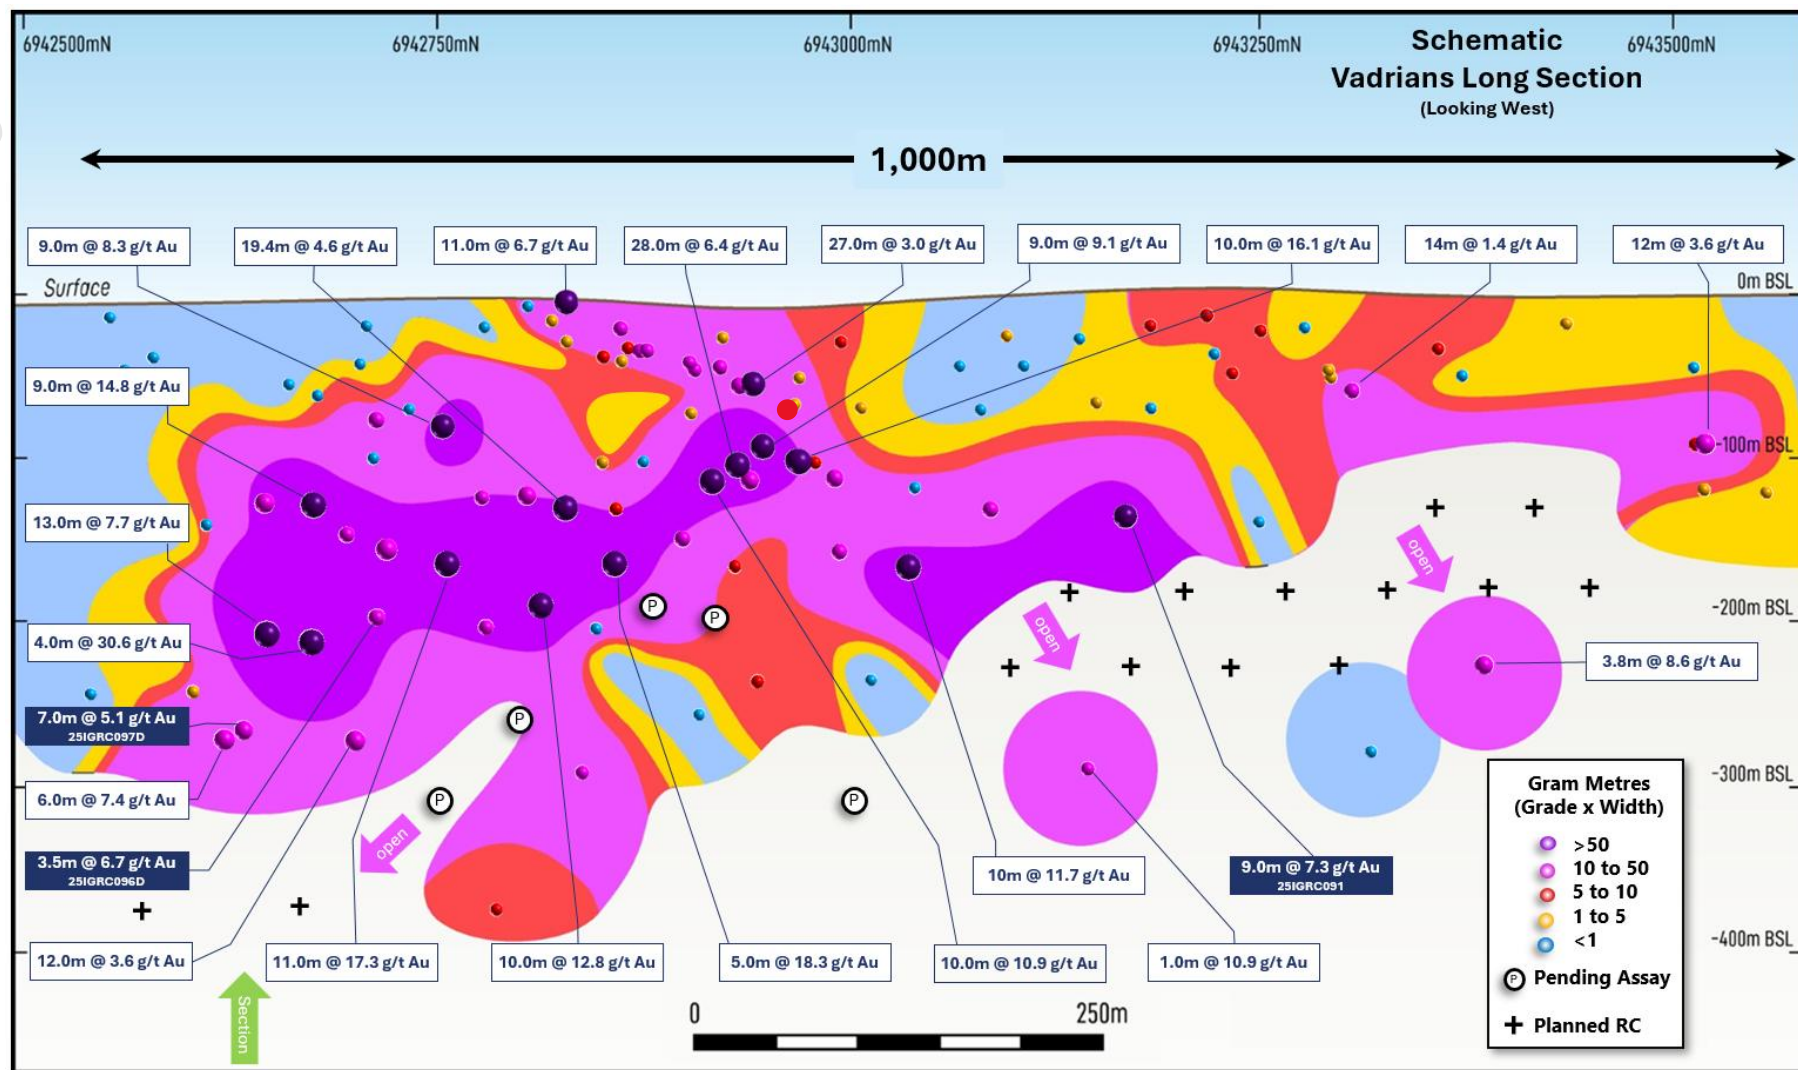 6942500mN
6942750mN
6943000mN
6943250mN
6943500mN
Schematic
Vadrians Long Section
(Looking West)
1,000m
9.0m @ 8.3 g/t Au
19.4m @ 4.6 g/t Au
11.0m @ 6.7 g/t Au
28.0m @ 6.4 g/t Au
27.0m @ 3.0 g/t Au
9.0m @ 9.1 g/t Au
10.0m @ 16.1 g/t Au
14m @ 1.4 g/t Au
12m @ 3.6 g/t Au
Surface
0m BSL
9.0m @ 14.8 g/t Au
-100m BSL
13.0m @ 7.7 g/t Au
open
P
P
-200m BSL
open
4.0m @ 30.6 g/t Au
3.8m @ 8.6 g/t Au
7.0m @ 5.1 g/t Au
25IGRC097D
P
6.0m @ 7.4 g/t Au
P
P
-300m BSL
open
3.5m @ 6.7 g/t Au
25IGRC096D
10m @ 11.7 g/t Au
9.0m @ 7.3 g/t Au
25IGRC091
Gram Metres
(Grade x Width)
>50
10 to 50
5 to 10
1 to 5
<1
P Pending Assay
Planned RC
-400m BSL
12.0m @ 3.6 g/t Au
11.0m @ 17.3 g/t Au
10.0m @ 12.8 g/t Au
5.0m @ 18.3 g/t Au
10.0m @ 10.9 g/t Au
1.0m @ 10.9 g/t Au
Section
0
250m